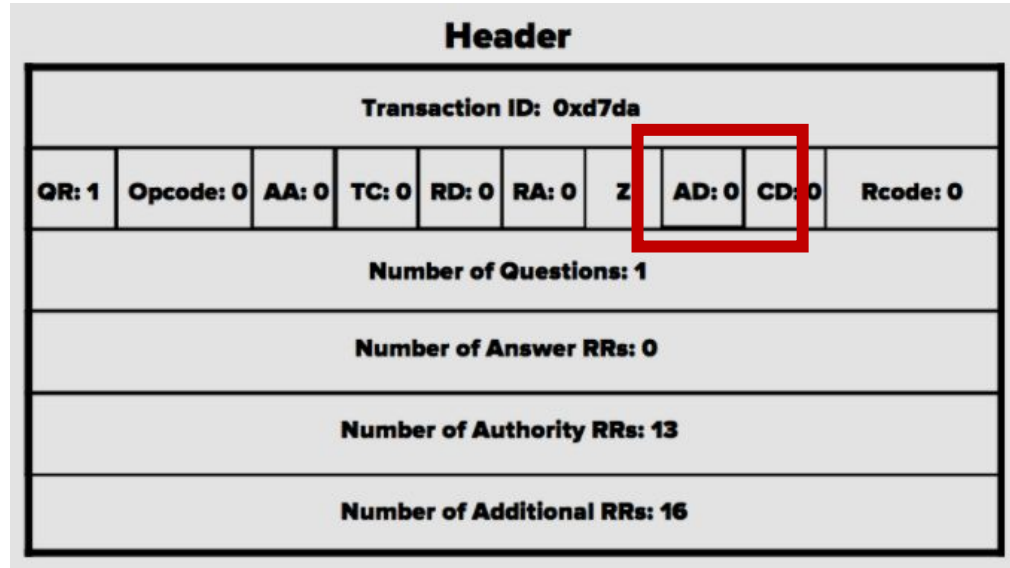 Header
Transaction ID: 0xd7da
QR: 1 Opcode: 0 AA: 0 TC: 0 RD: 0 RA: 0 Z AD: 0 CD: 0 Rcode: 0
Number of Questions: 1
Number of Answer RRs: 0
Number of Authority RRs: 13
Number of Additional RRs: 16